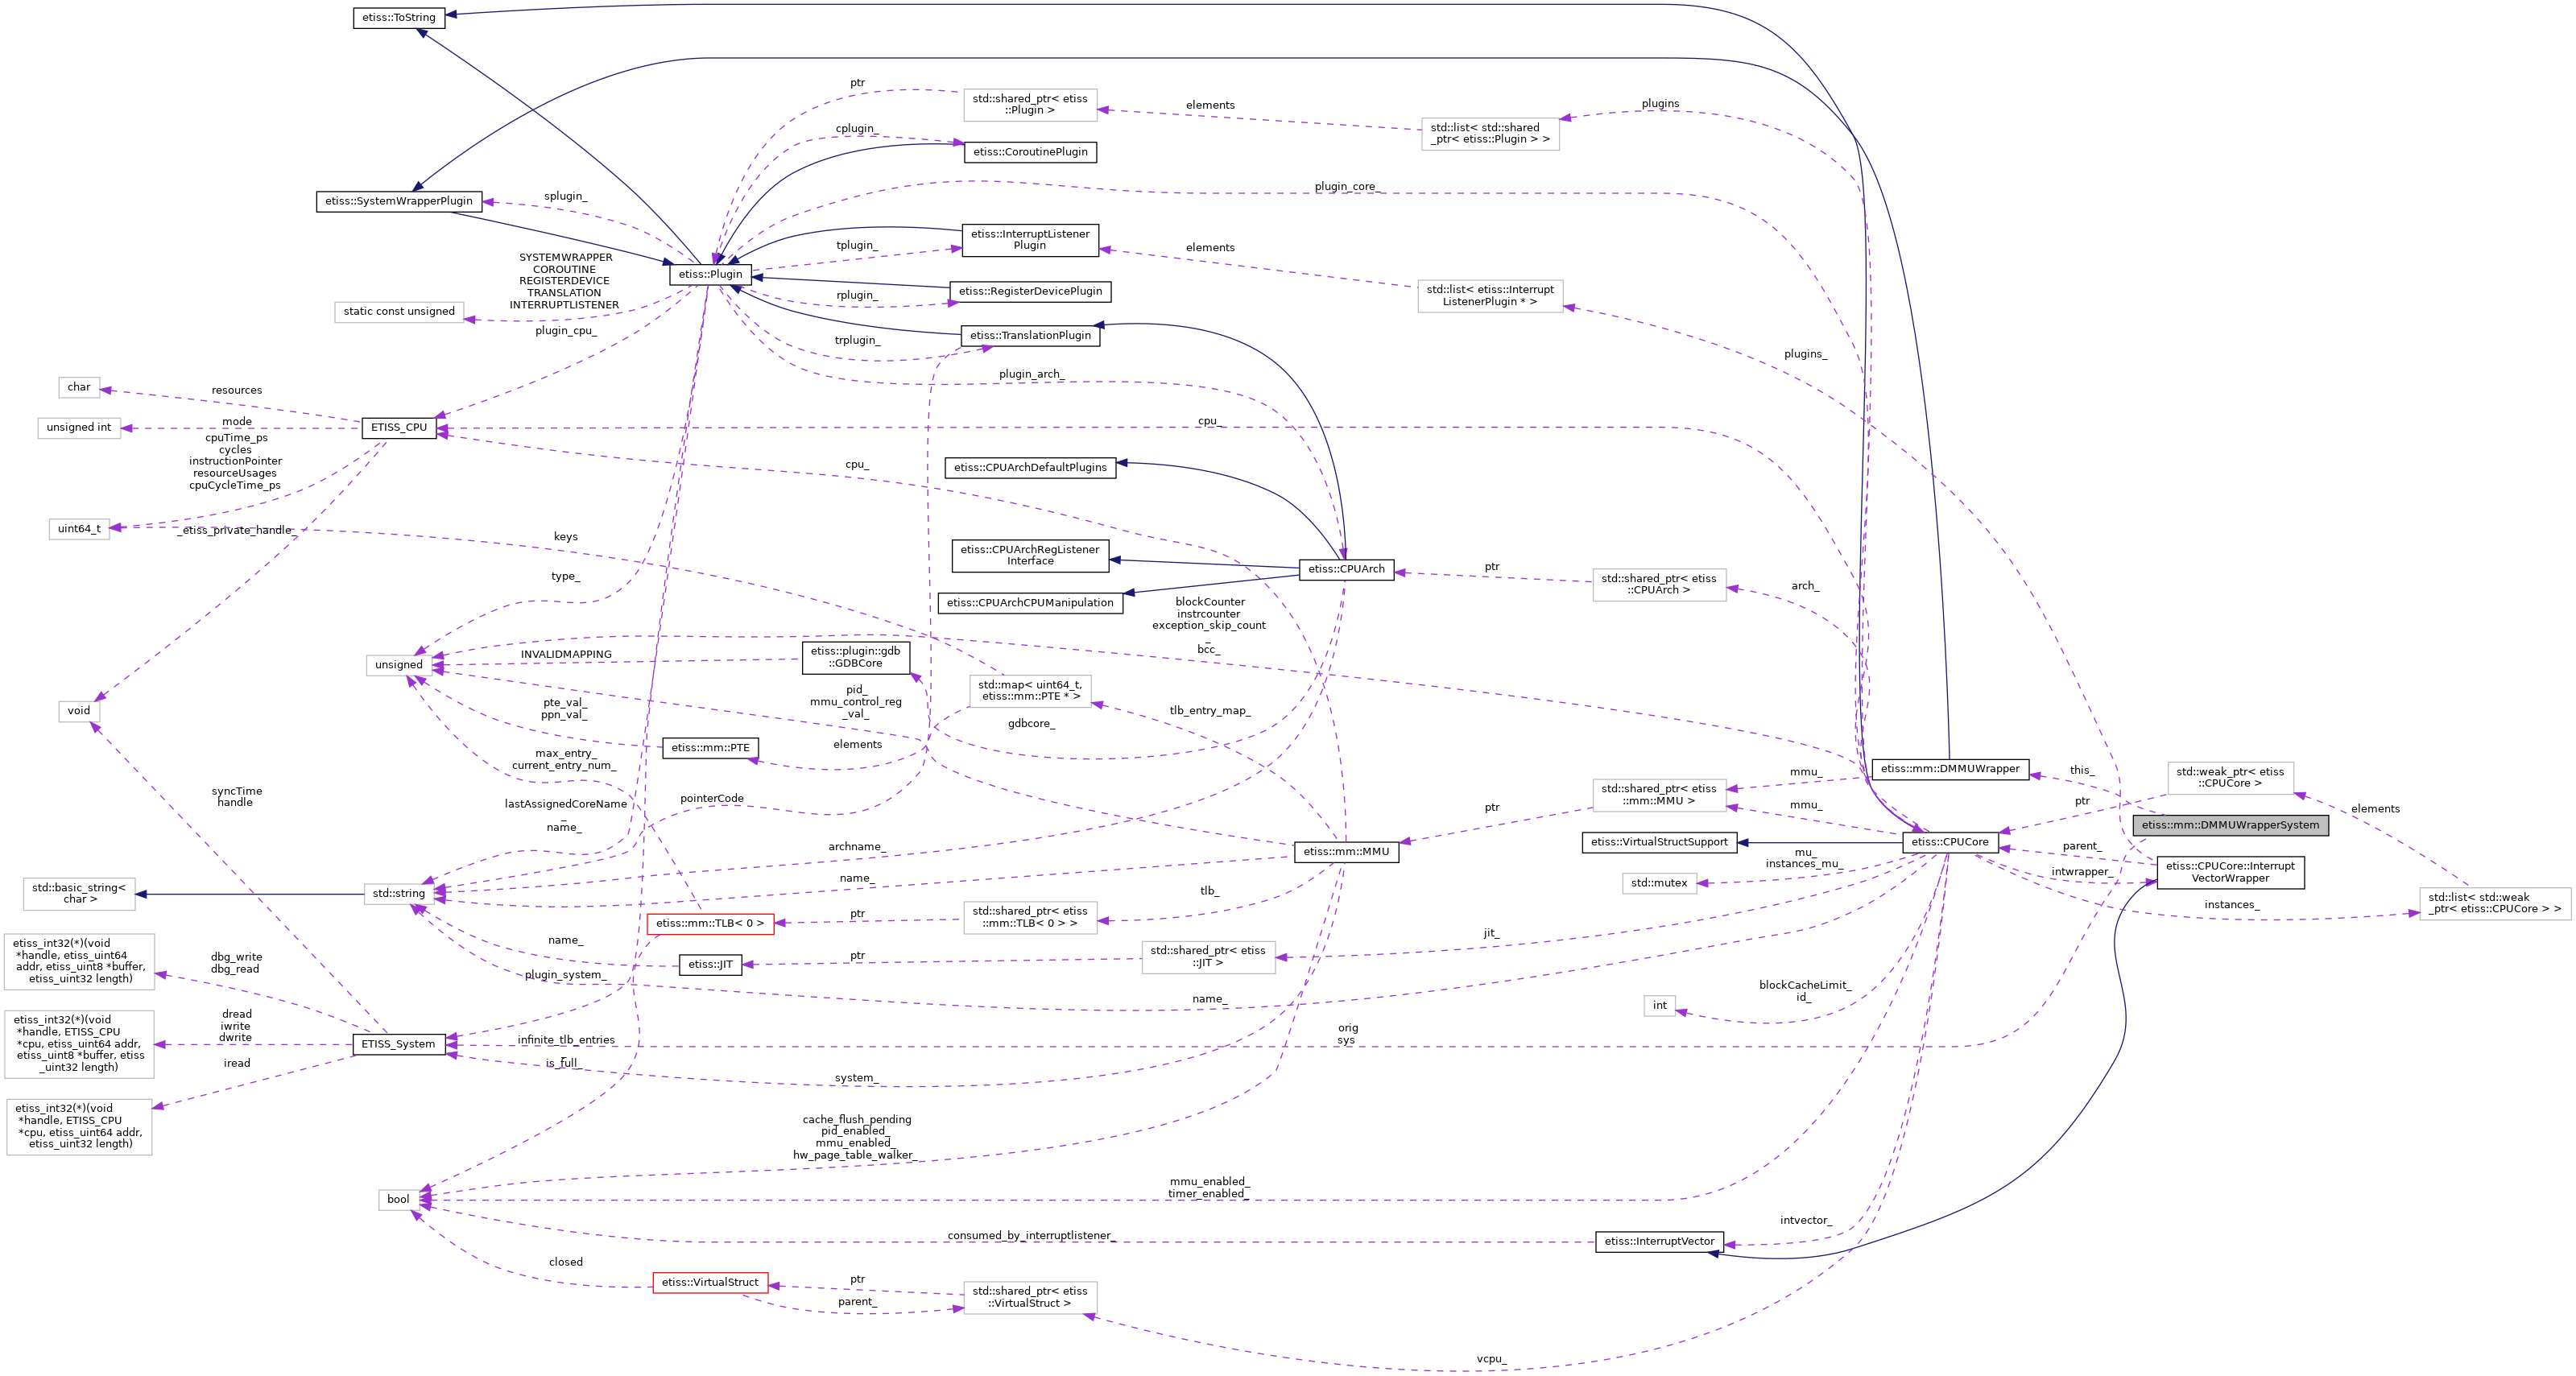 etiss::ToString
ptr
std::shared_ptr< etiss
::Plugin >
elements
plugins
std::list< std::shared
_ptr< etiss::Plugin > >
cplugin_
etiss::CoroutinePlugin
plugin_core_
etiss::SystemWrapperPlugin
splugin_
etiss::InterruptListener
Plugin
tplugin_
elements
SYSTEMWRAPPER
COROUTINE
REGISTERDEVICE
TRANSLATION
INTERRUPTLISTENER
etiss::Plugin
static const unsigned
rplugin_
etiss::RegisterDevicePlugin
std::list< etiss::Interrupt
ListenerPlugin * >
plugin_cpu_
trplugin_
etiss::TranslationPlugin
plugins_
plugin_arch_
char
resources
unsigned int
mode
ETISS_CPU
cpu_
cpuTime_ps
cycles
instructionPointer
resourceUsages
cpuCycleTime_ps
cpu_
etiss::CPUArchDefaultPlugins
uint64_t
_etiss_private_handle_
keys
etiss::CPUArchRegListener
Interface
etiss::CPUArch
ptr
std::shared_ptr< etiss
::CPUArch >
arch_
type_
etiss::CPUArchCPUManipulation
blockCounter
instrcounter
exception_skip_count
_
bcc_
unsigned
INVALIDMAPPING
etiss::plugin::gdb
::GDBCore
void
pte_val_
ppn_val_
pid_
mmu_control_reg
_val_
std::map< uint64_t,
etiss::mm::PTE * >
tlb_entry_map_
gdbcore_
etiss::mm::PTE
elements
max_entry_
current_entry_num_
etiss::mm::DMMUWrapper
this_
std::weak_ptr< etiss
::CPUCore >
mmu_
std::shared_ptr< etiss
::mm::MMU >
mmu_
ptr
ptr
elements
syncTime
handle
lastAssignedCoreName
_
name_
pointerCode
etiss::mm::DMMUWrapperSystem
archname_
etiss::mm::MMU
etiss::VirtualStructSupport
etiss::CPUCore
parent_
etiss::CPUCore::Interrupt
VectorWrapper
mu_
instances_mu_
std::mutex
intwrapper_
instances_
std::list< std::weak
_ptr< etiss::CPUCore > >
std::basic_string<
char >
std::string
name_
tlb_
etiss::mm::TLB< 0 >
ptr
std::shared_ptr< etiss
::mm::TLB< 0 > >
jit_
etiss_int32(*)(void
*handle, etiss_uint64
addr, etiss_uint8 *buffer,
etiss_uint32 length)
dbg_write
dbg_read
name_
etiss::JIT
ptr
std::shared_ptr< etiss
::JIT >
plugin_system_
name_
blockCacheLimit_
id_
int
etiss_int32(*)(void
*handle, ETISS_CPU
*cpu, etiss_uint64 addr,
etiss_uint8 *buffer, etiss
_uint32 length)
dread
iwrite
dwrite
ETISS_System
infinite_tlb_entries
_
is_full_
orig
sys
iread
system_
etiss_int32(*)(void
*handle, ETISS_CPU
*cpu, etiss_uint64 addr,
etiss_uint32 length)
cache_flush_pending
pid_enabled_
mmu_enabled_
hw_page_table_walker_
bool
mmu_enabled_
timer_enabled_
intvector_
consumed_by_interruptlistener_
etiss::InterruptVector
closed
etiss::VirtualStruct
ptr
parent_
std::shared_ptr< etiss
::VirtualStruct >
vcpu_